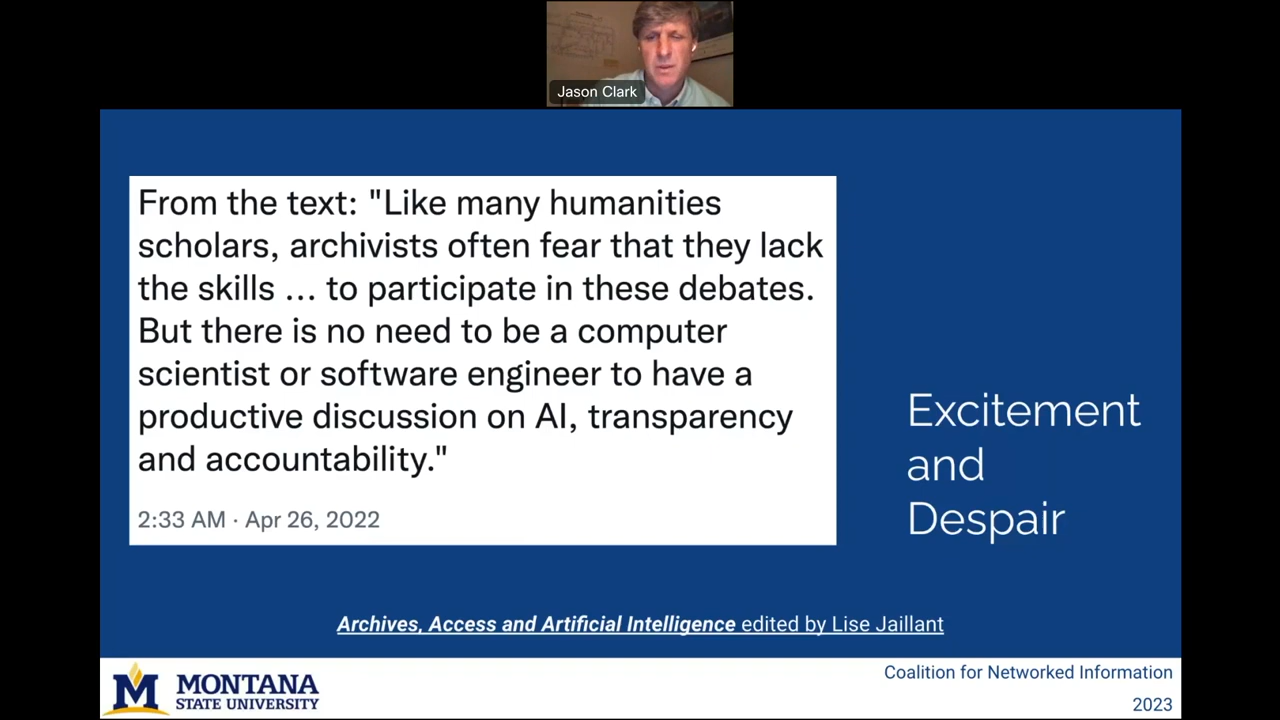 Jason Clark
From the text: "Like many humanities
scholars, archivists often fear that they lack
the skills … to participate in these debates.
But there is no need to be a computer
scientist or software engineer to have a
productive discussion on AI, transparency
and accountability."
2:33 AM · Apr 26, 2022
Excitement
and
Despair
Archives, Access and Artificial Intelligence edited by Lise Jaillant
M MONTANA
STATE UNIVERSITY
Coalition for Networked Information
2023